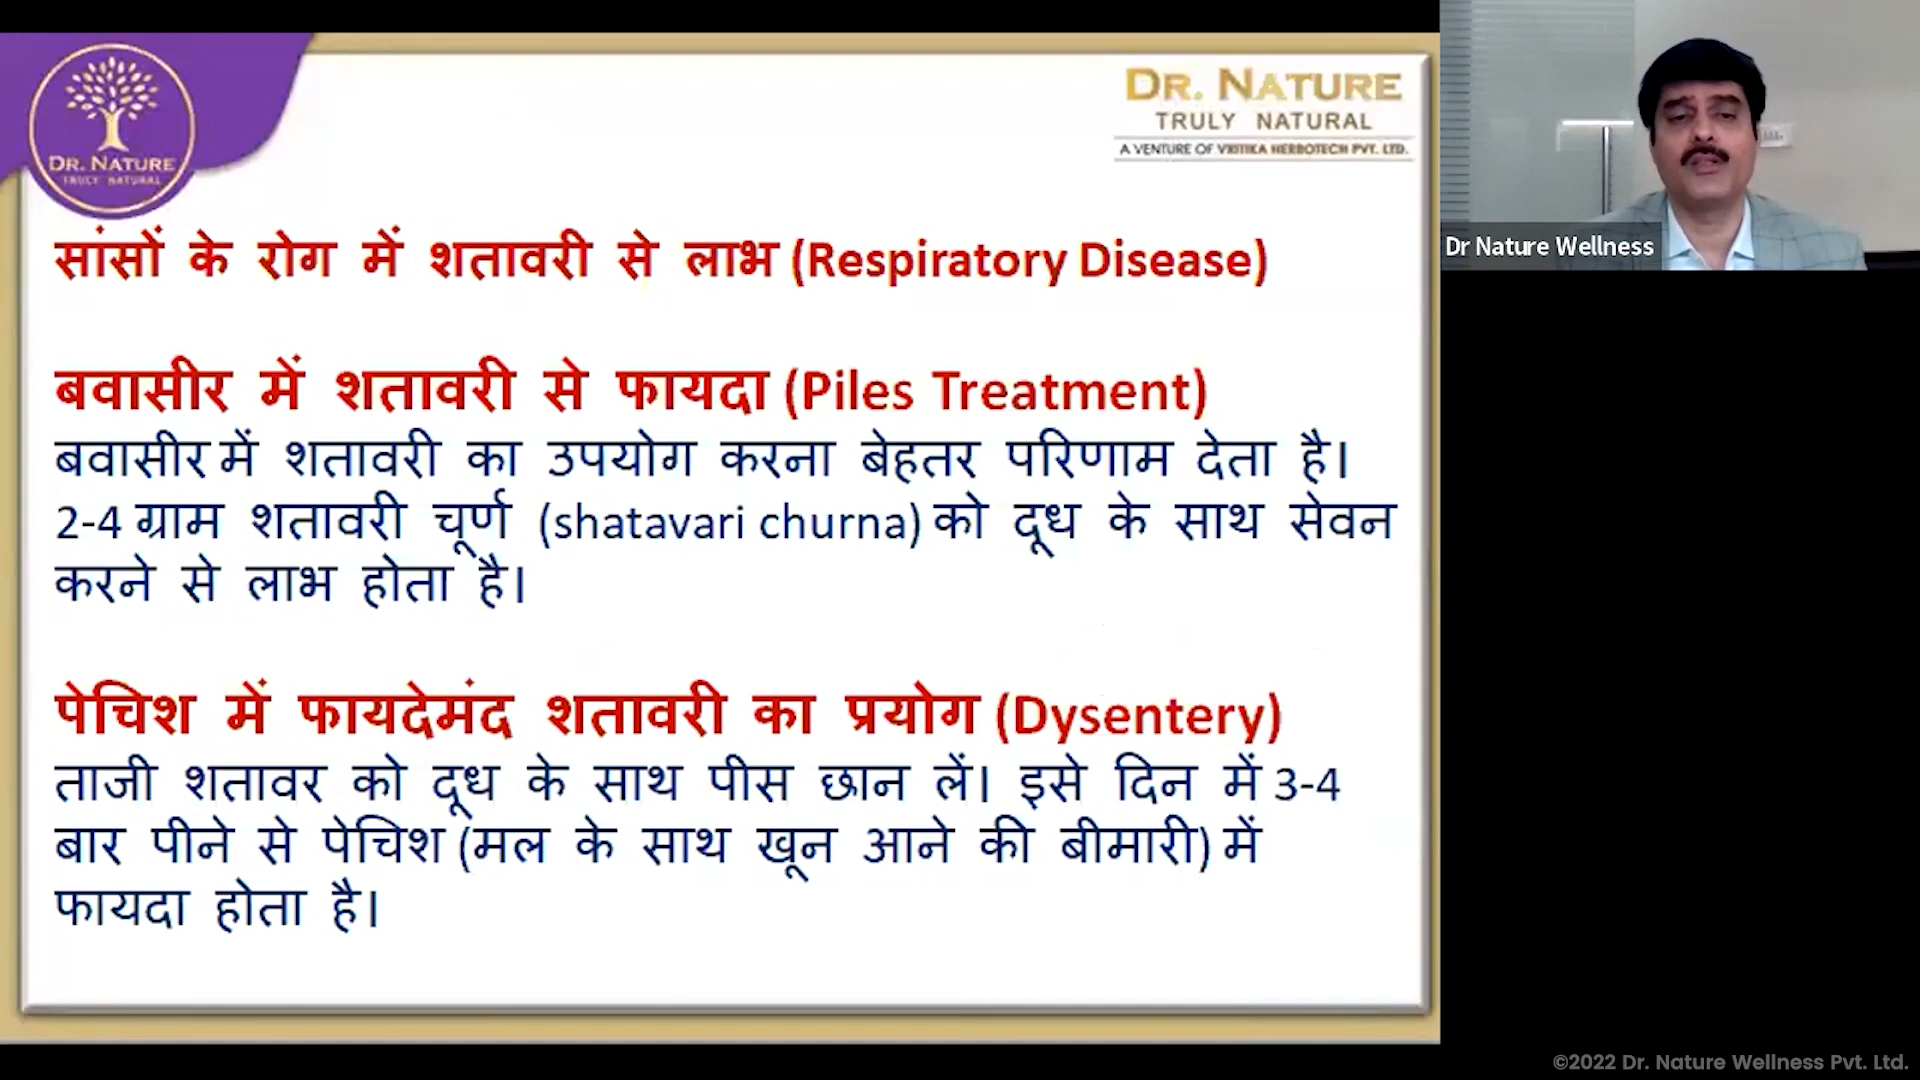 DR. NATURE
TRULY NATURAL
DR. NATURE
TRULY NATURAL
A VENTURE OF VRITIKA HERBOTECH PVT. LTD.
सांसों के रोग में शतावरी से लाभ (Respiratory Disease)
बवासीर में शतावरी से फायदा (Piles Treatment)
बवासीर में शतावरी का उपयोग करना बेहतर परिणाम देता है।
2-4 ग्राम शतावरी चूर्ण (shatavari churna) को दूध के साथ सेवन
करने से लाभ होता है।
पेचिश में फायदेमंद शतावरी का प्रयोग (Dysentery)
ताजी शतावर को दूध के साथ पीस छान लें। इसे दिन में 3-4
बार पीने से पेचिश (मल के साथ खून आने की बीमारी) में
फायदा होता है।
Dr Nature Wellness
©2022 Dr. Nature Wellness Pvt. Ltd.